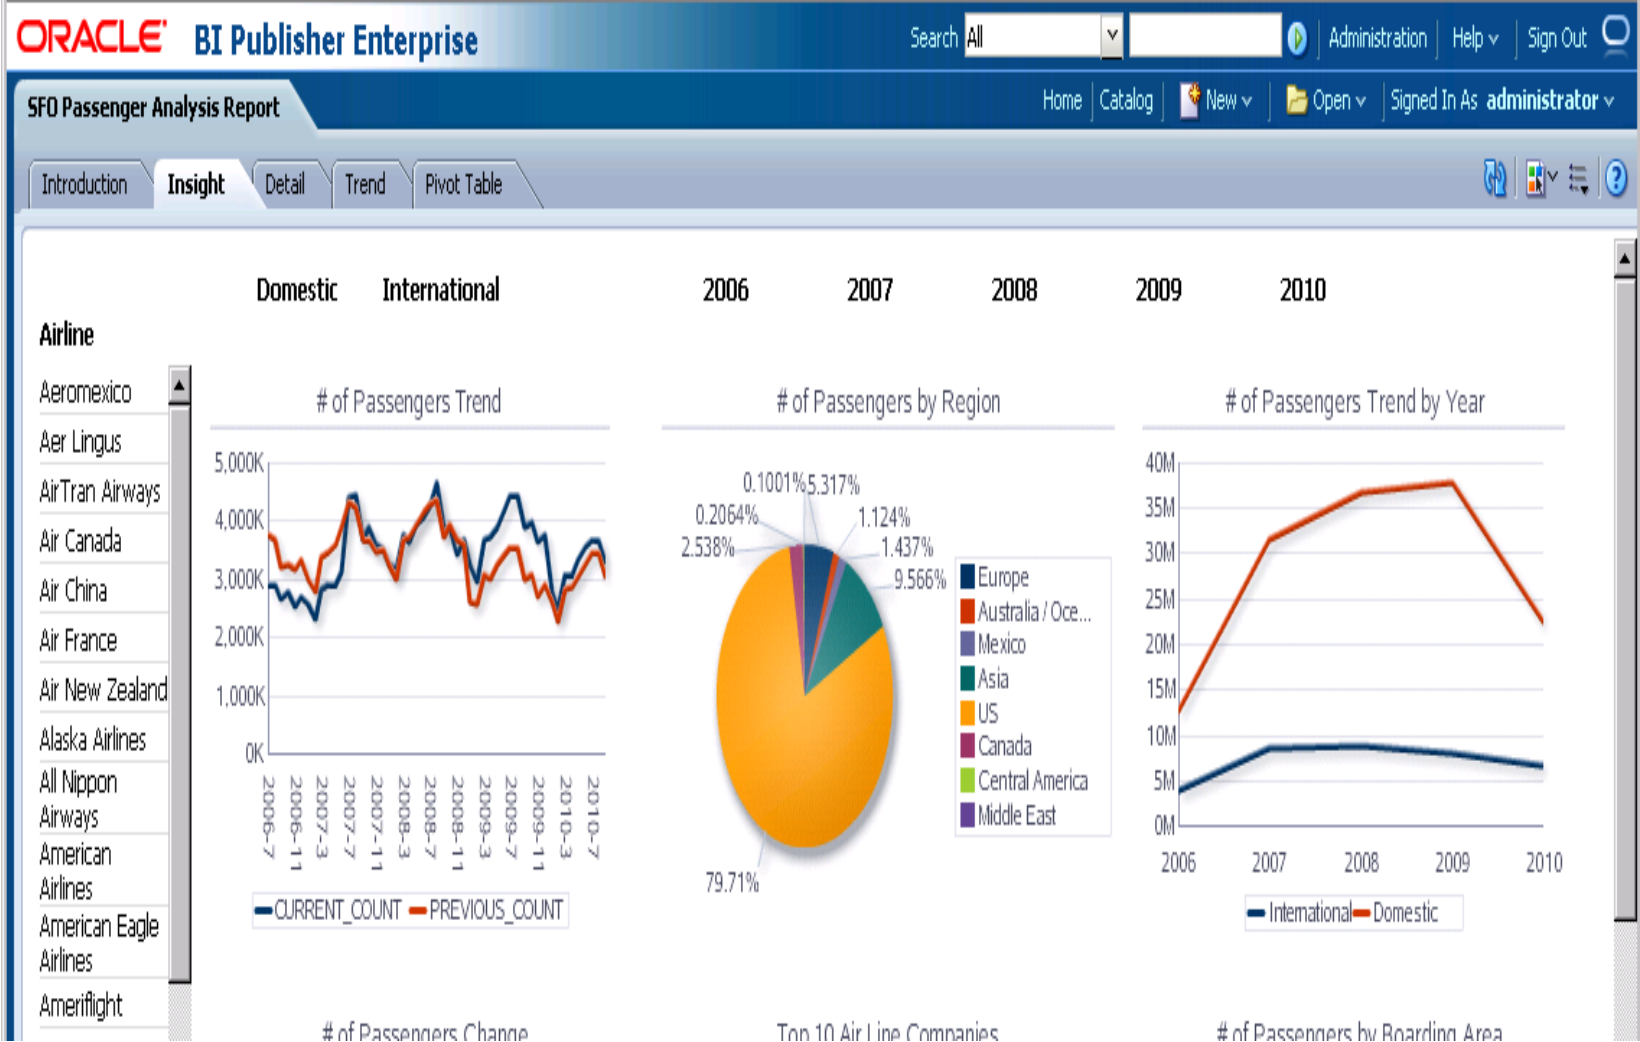 ORACLE BI Publisher Enterprise
Search All Administration Help Sign Out
SFO Passenger Analysis Report
Home Catalog New Open Signed In As administrator
Introduction Insight Detail Trend Pivot Table
Domestic International 2006 2007 2008 2009 2010
Airline
Aeromexico
Aer Lingus
AirTran Airways
Air Canada
Air China
Air France
Air New Zealand
Alaska Airlines
All Nippon
Airways
American
Airlines
American Eagle
Airlines
Ameriflight
# of Passengers Trend
5,000K
4,000K
3,000K
2,000K
1,000K
0K
2006-7
2006-11
2007-3
2007-7
2007-11
2008-3
2008-7
2008-11
2009-3
2009-7
2009-11
2010-3
2010-7
CURRENT_COUNT PREVIOUS_COUNT
# of Passengers by Region
0.1001% 5.317%
0.2064% 1.124%
2.538% 1.437%
9.566%
79.71%
Europe
Australia / Oce...
Mexico
Asia
US
Canada
Central America
Middle East
# of Passengers Trend by Year
40M
35M
30M
25M
20M
15M
10M
5M
0M
2006 2007 2008 2009 2010
International Domestic
# of Passengers Change
Top 10 Air Line Companies
# of Passengers by Boarding Area